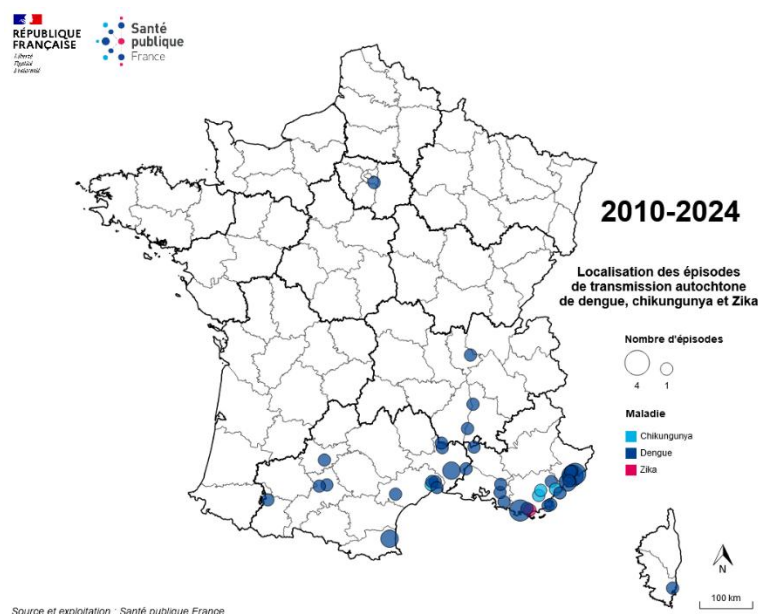 RÉPUBLIQUE
FRANÇAISE
Liberté
Égalité
Fraternité
Santé
publique
France
2010-2024
Localisation des épisodes
de transmission autochtone
de dengue, chikungunya et Zika
Nombre d'épisodes
4 1
Maladie
Chikungunya
Dengue
Zika
N
100 km
Source et exploitation : Santé publique France